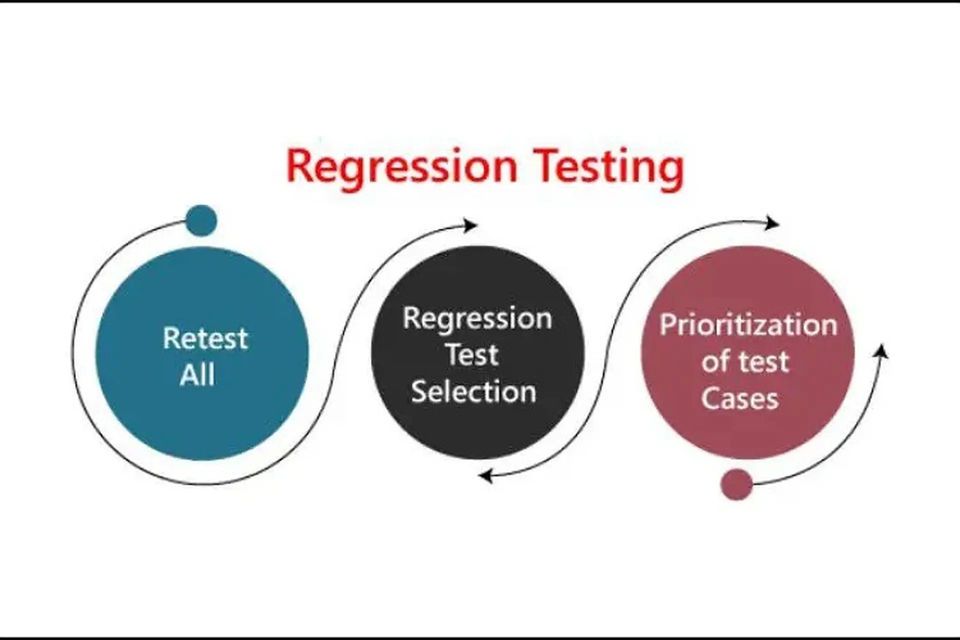 Regression Testing
Retest
All
Regression
Test
Selection
Prioritization
of test
Cases